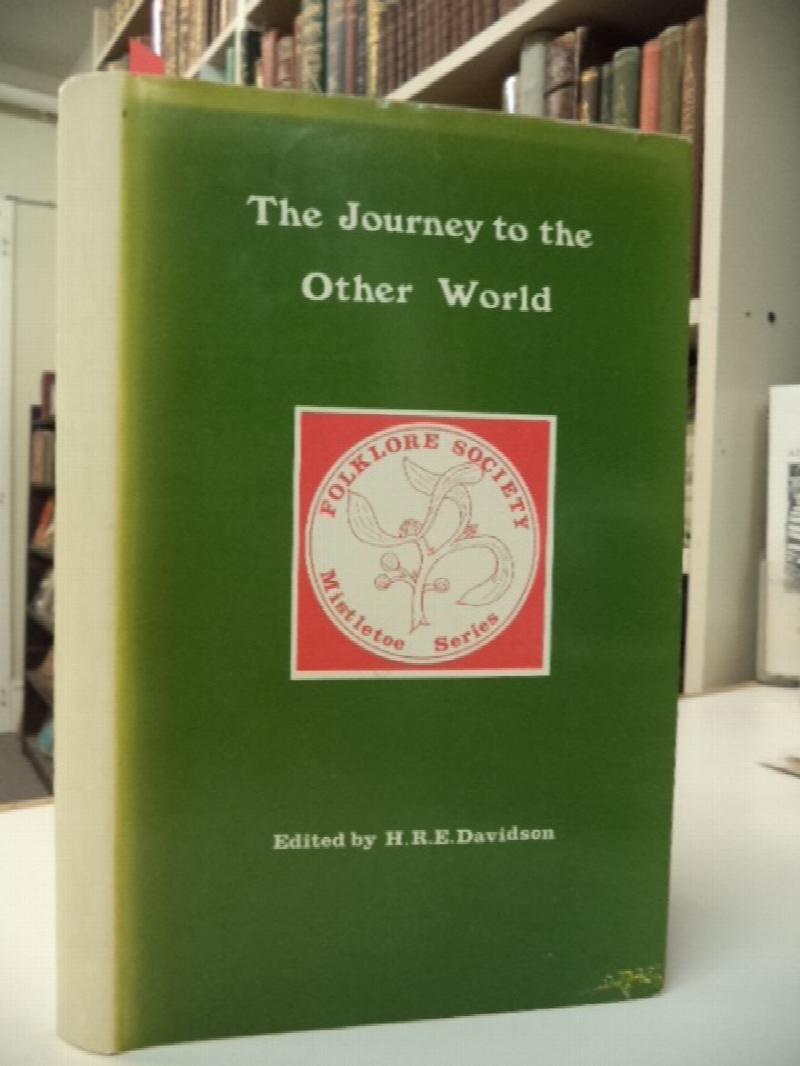 The Journey to the
Other World
FOLKLORE SOCIETY
Mistletoe Series
Edited by H.R.E.Davidson